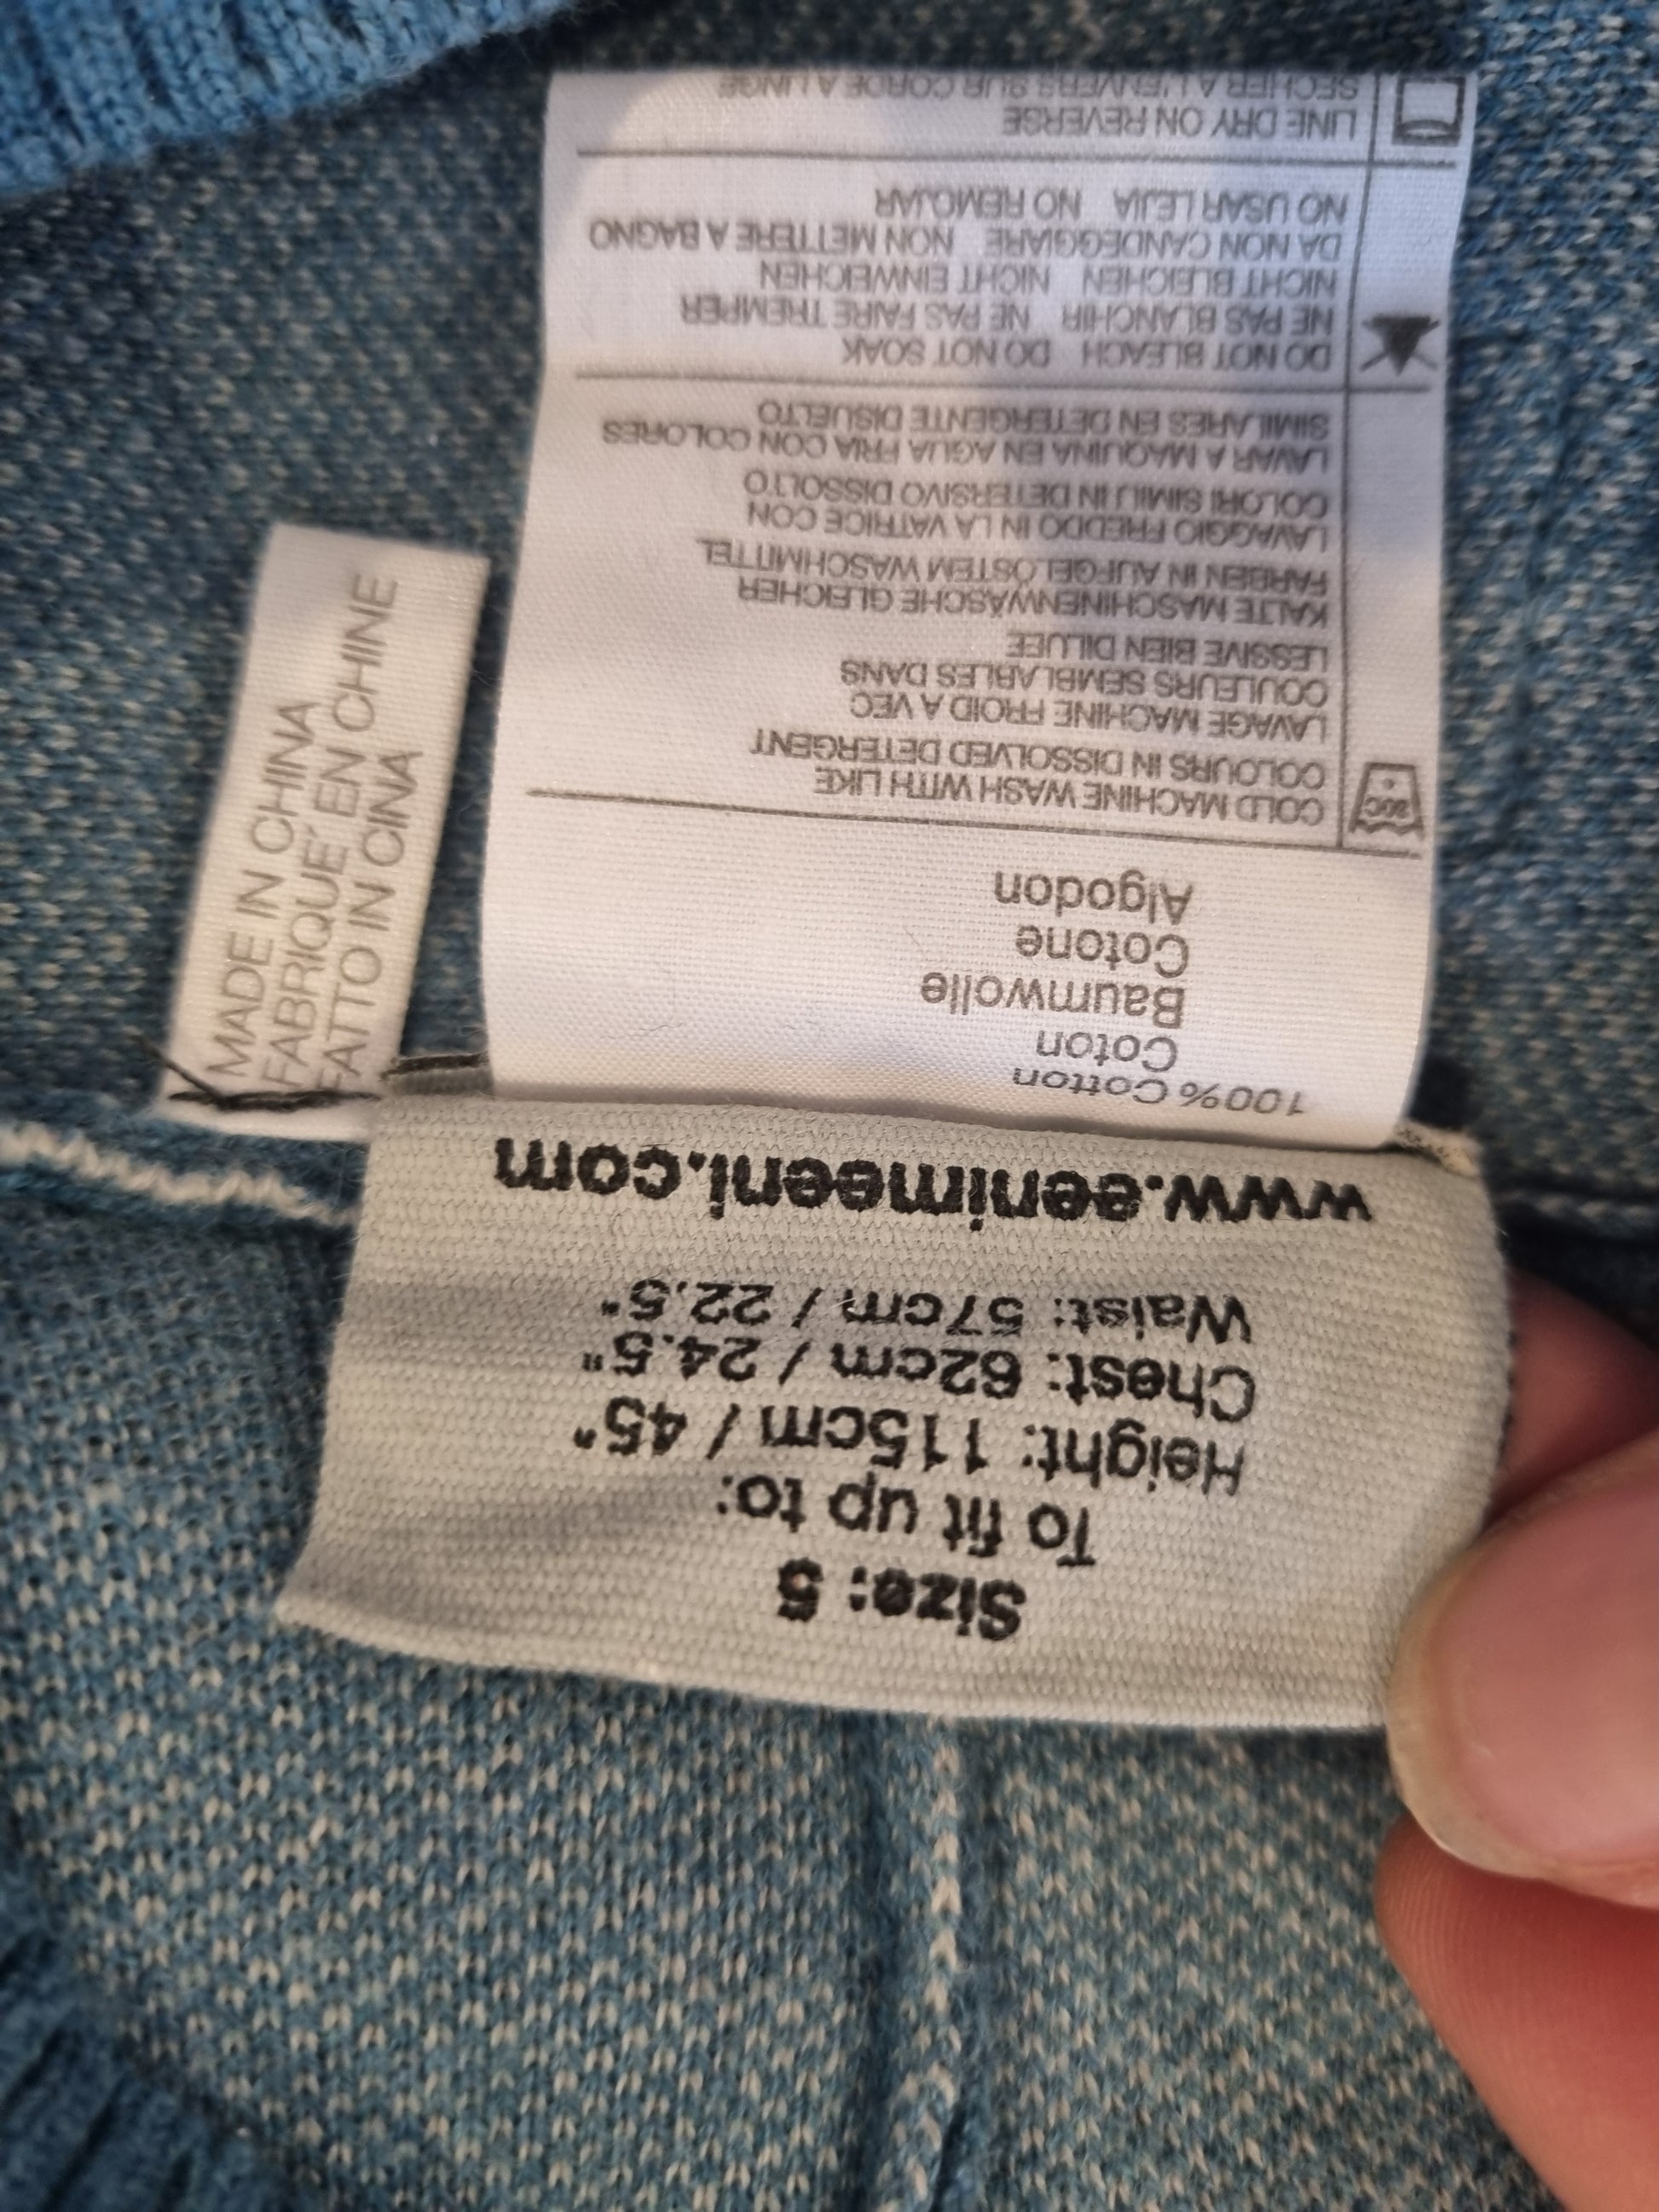 Size: 5
To fit up to:
Height: 115cm / 45"
Chest: 62cm / 24.5"
Waist: 57cm / 22.5"
www.eenimeeni.com
100% Cotton
Coton
Baumwolle
Cotone
Algodon
30C
COLD MACHINE WASH WITH LIKE
COLOURS IN DISSOLVED DETERGENT
LAVAGE MACHINE FROID A VEC
COULEURS SEMBLABLES DANS
LESSIVE BIEN DILUEE
KALTE MASCHINENWÄSCHE GLEICHER
FARBEN IN AUFGELÖSTEM WASCHMITTEL
LAVAGGIO FREDDO IN LA VATRICE CON
COLORI SIMILI IN DETERSIVO DISSOLTO
LAVAR A MAQUINA EN AGUA FRIA CON COLORES
SIMILARES EN DETERGENTE DISUELTO
DO NOT BLEACH DO NOT SOAK
NE PAS BLANCHIR NE PAS FAIRE TREMPER
NICHT BLEICHEN NICHT EINWEICHEN
DA NON CANDEGGIARE NON METTERE A BAGNO
NO USAR LEJA NO REMOJAR
LINE DRY ON REVERSE
SECHER A L'ENVERS SUR CORDE A LINGE
MADE IN CHINA
FABRIQUÉ EN CHINE
FATTO IN CINA